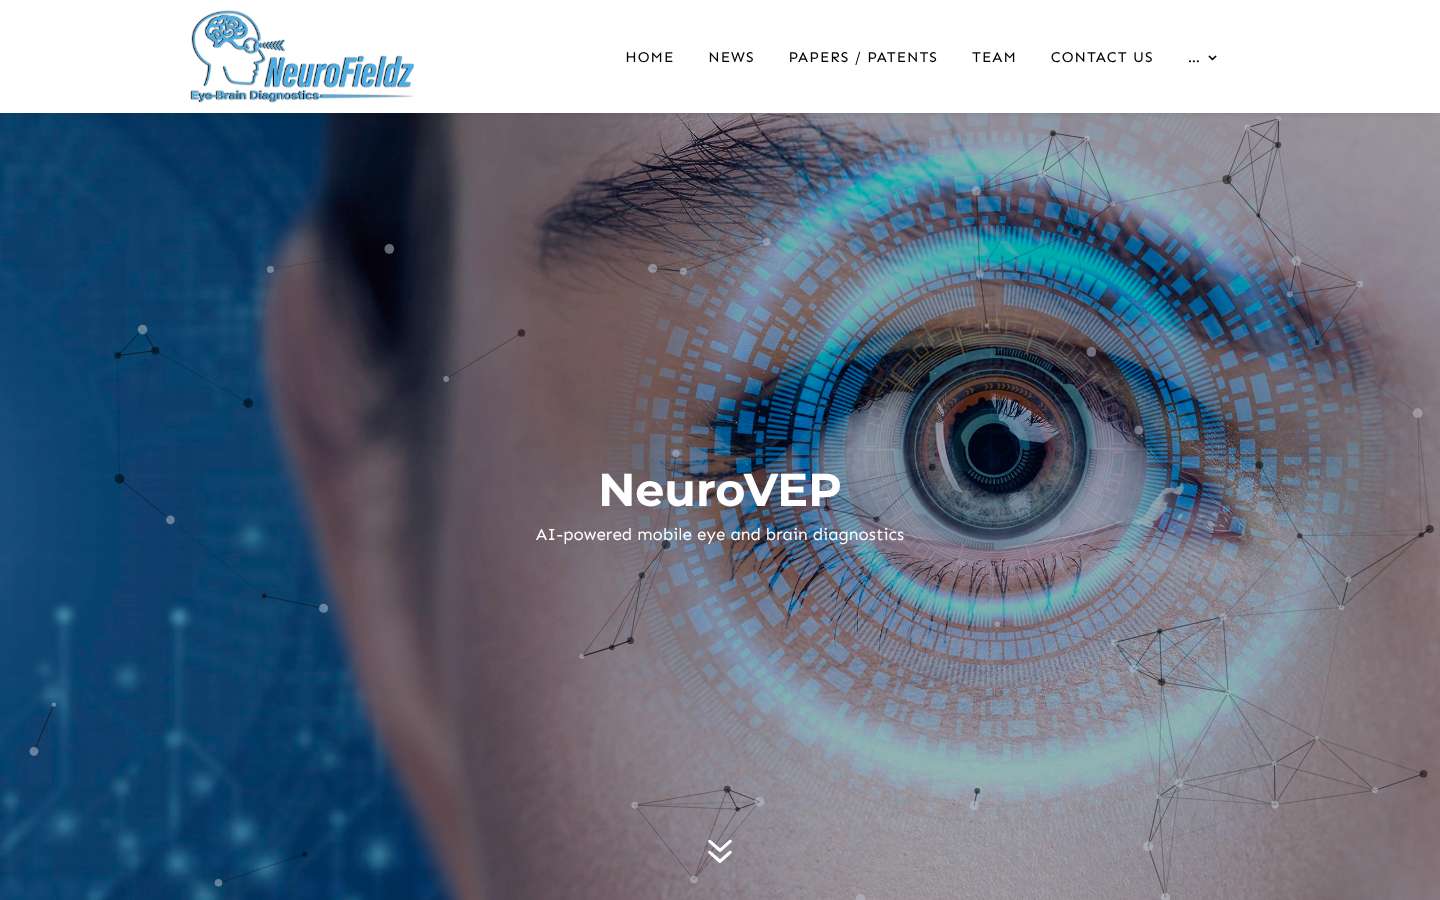 NeuroFieldz
Eye-Brain Diagnostics
HOME
NEWS
PAPERS / PATENTS
TEAM
CONTACT US
...
NeuroVEP
AI-powered mobile eye and brain diagnostics